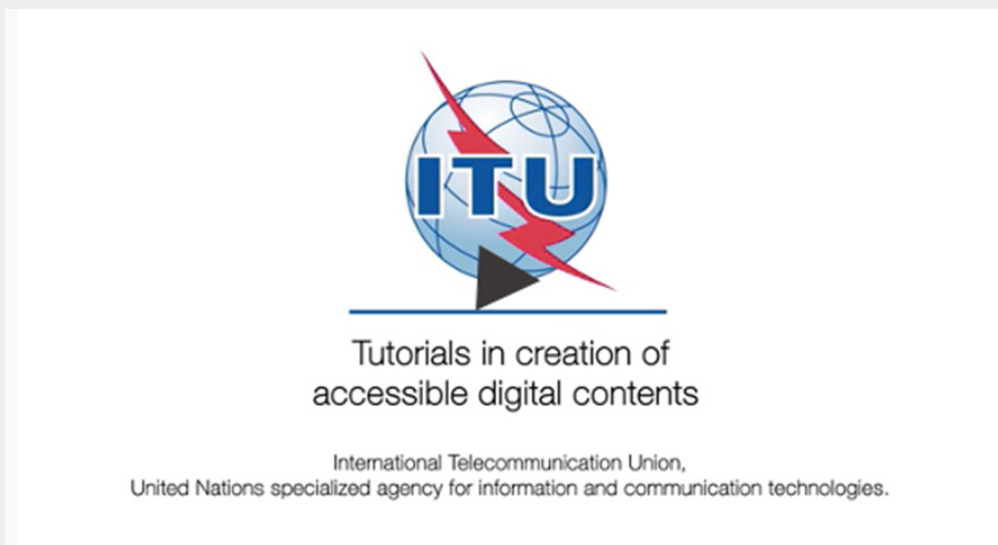 ITU
Tutorials in creation of
accessible digital contents
International Telecommunication Union,
United Nations specialized agency for information and communication technologies.